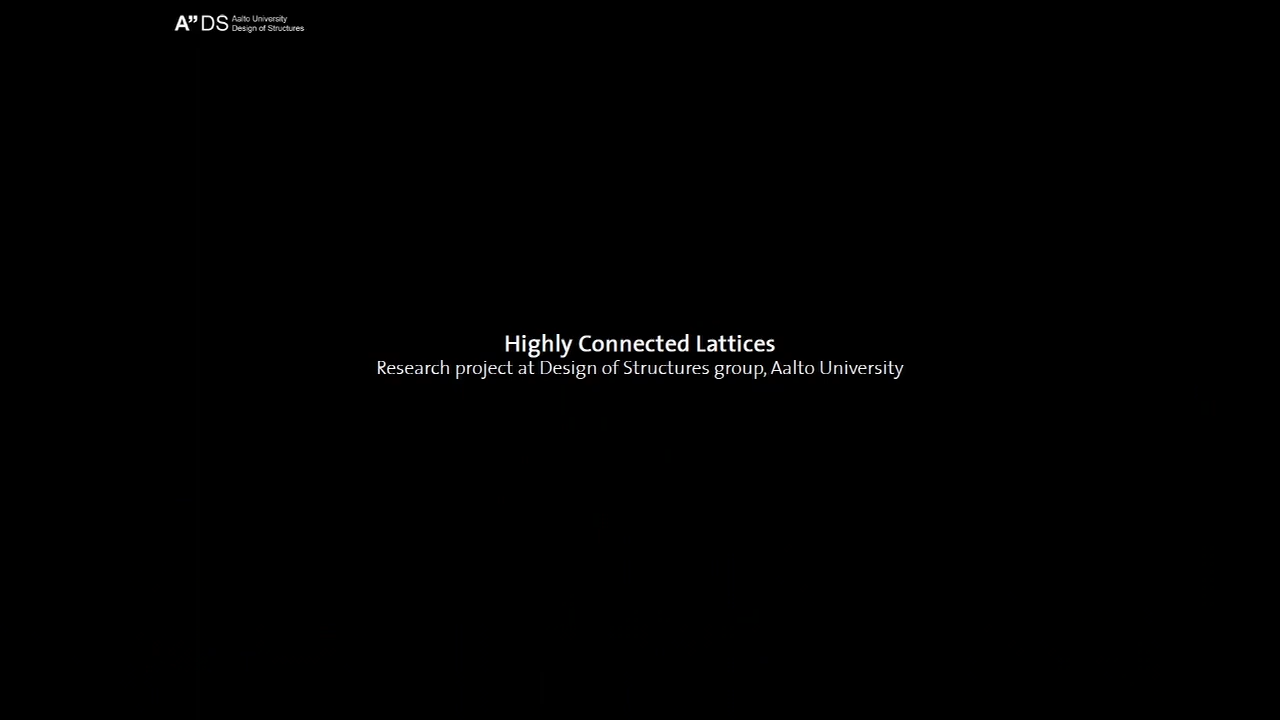 A” DS Aalto University
Design of Structures
Highly Connected Lattices
Research project at Design of Structures group, Aalto University